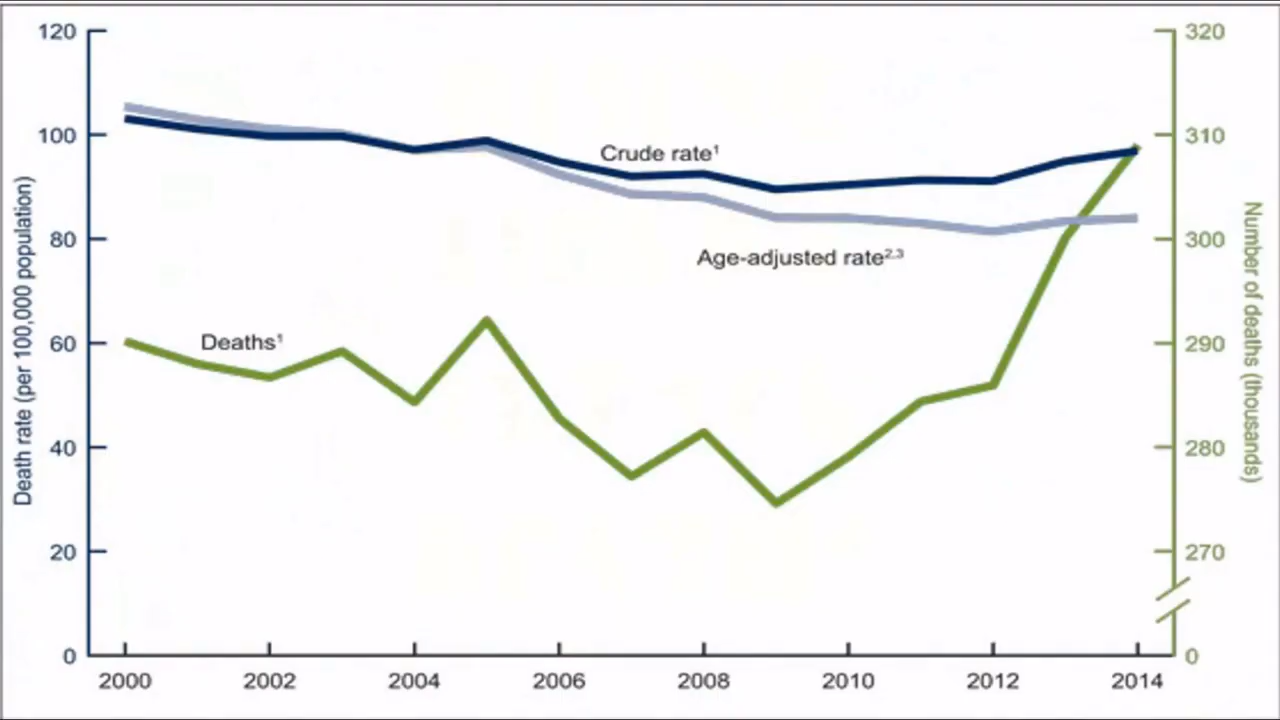 120
100
80
60
40
20
0
Death rate (per 100,000 population)
Crude rate¹
Age-adjusted rate²,³
Deaths¹
320
310
300
290
280
270
0
Number of deaths (thousands)
2000 2002 2004 2006 2008 2010 2012 2014